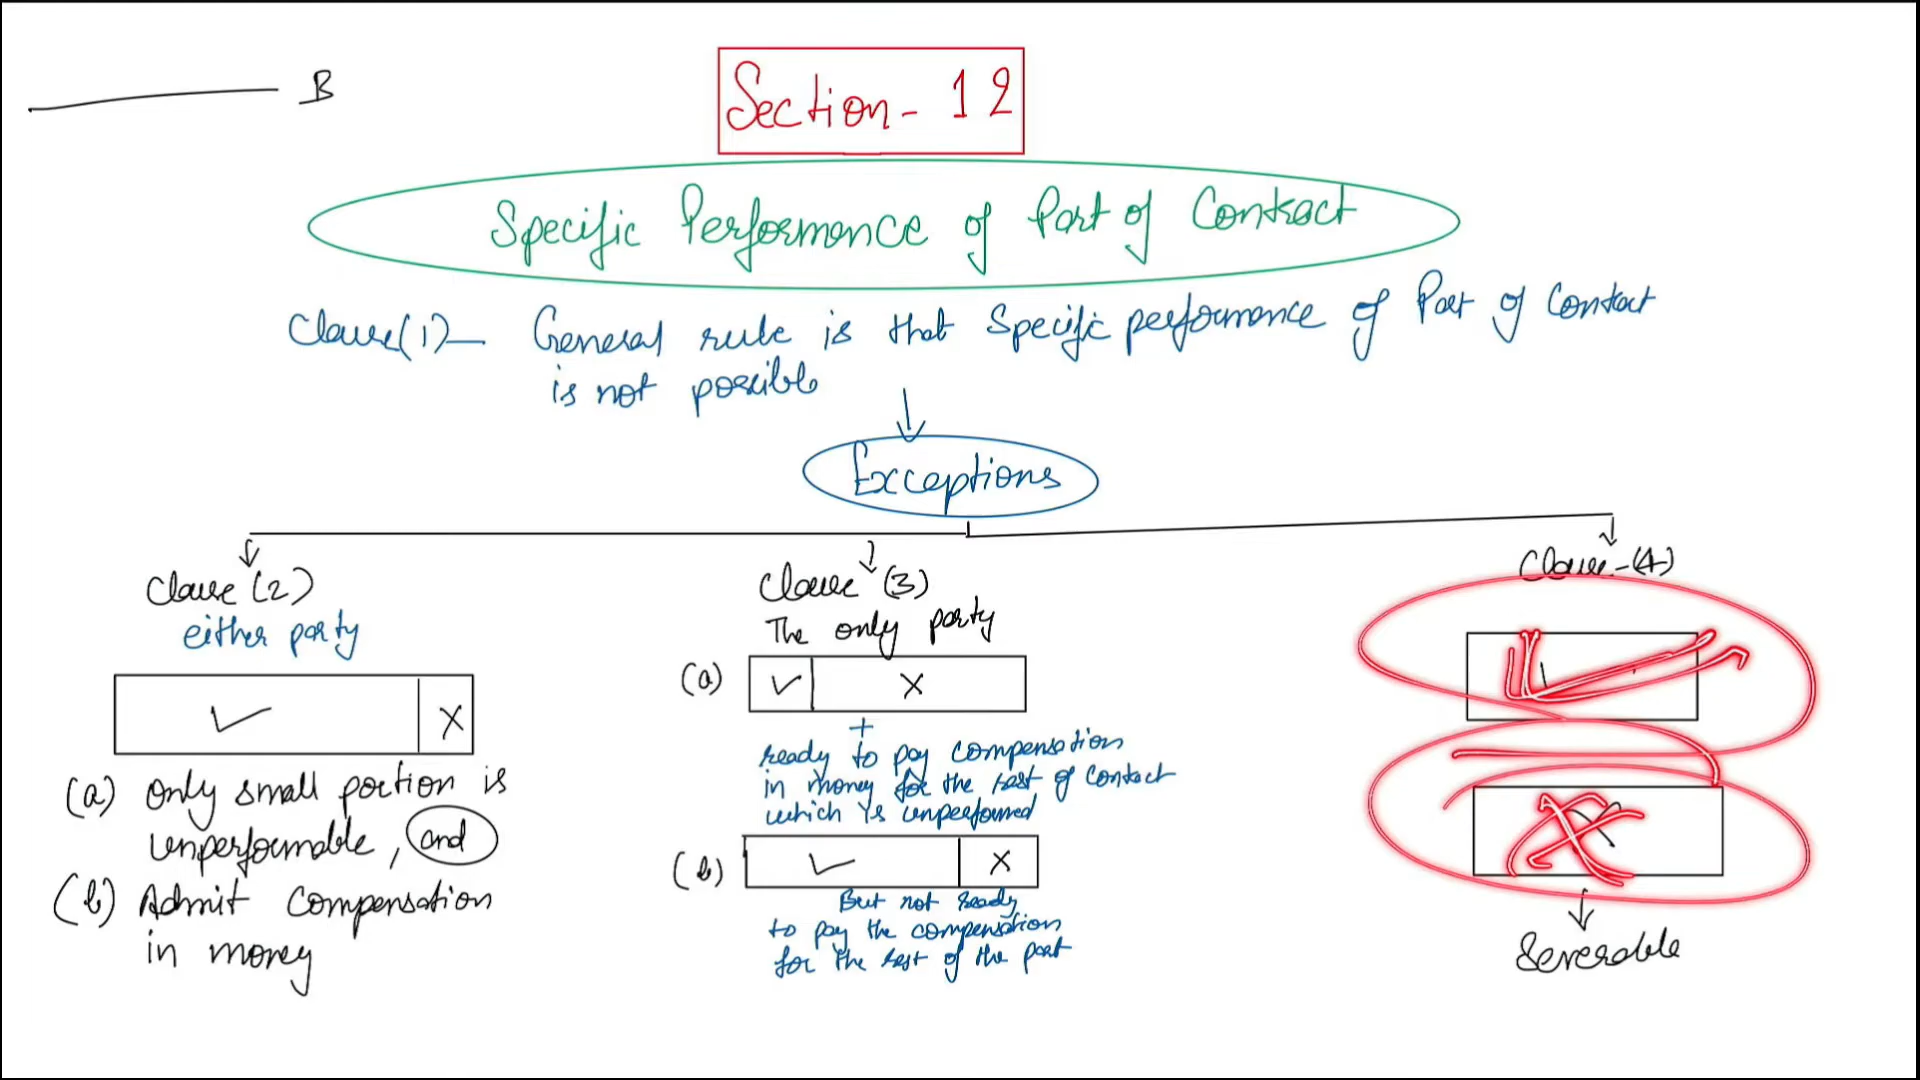 B
Section - 12
Specific Performance of Part of Contract
Clause (1) - General rule is that Specific performance of Part of Contract
is not possible
Exceptions
Clause (2)
either party
✓ X
(a) Only small portion is
unperformable, and
(b) Admit Compensation
in money
Clause (3)
The only party
(a) ✓ X
+
ready to pay compensation
in money for the rest of Contract
which is unperformed
(b) ✓ X
But not ready
to pay the compensation
for the rest of the part
Clause - (4)
✓
X
Severable